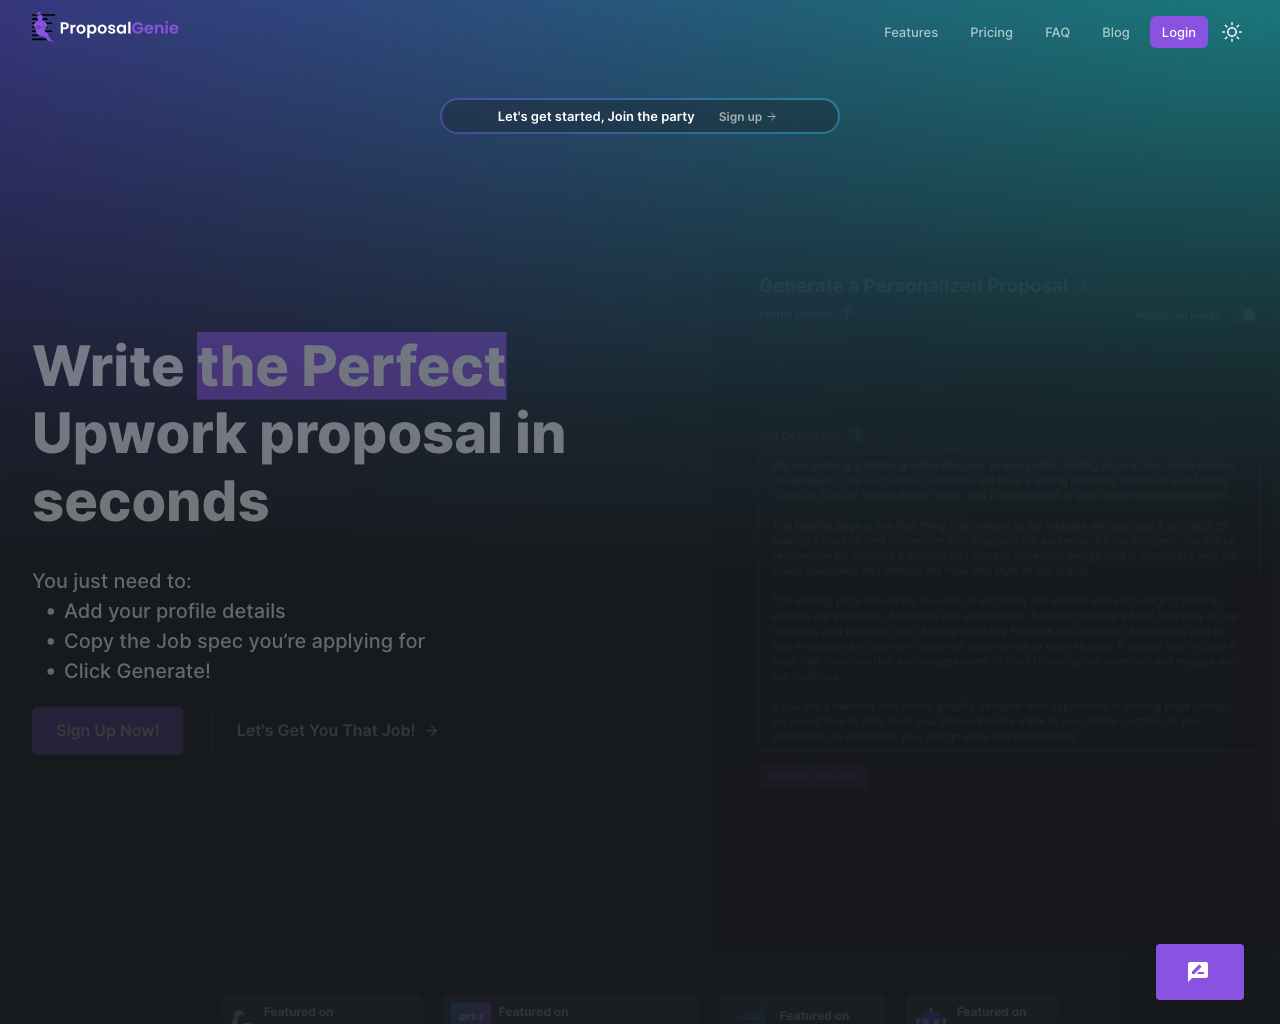 ProposalGenie
Features
Pricing
FAQ
Blog
Login
Let's get started, Join the party
Sign up →
Generate a Personalized Proposal ?
Profile Details ?
Additional Forms
Write the Perfect
Upwork proposal in
seconds
You just need to:
• Add your profile details
• Copy the Job spec you’re applying for
• Click Generate!
Sign Up Now!
Let's Get You That Job! →
Job Description ?
We are seeking a skilled graphic designer to design the landing page of our online clothes
marketplace. The successful candidate will have a strong portfolio, proficiency in Adobe
Creative Suite or similar design tools, and a background in web design and development.
The landing page is the first thing that visitors to our website will see, and it is critical to
making a positive first impression and engaging our audience. As the designer, you will be
responsible for creating a modern and visually appealing design that is consistent with our
brand guidelines and reflects the tone and style of our brand.
The landing page should be focused on engaging our visitors and encouraging them to
explore our selection of clothing and accessories. It should provide a brief overview of our
company and what we offer, highlight the key features and benefits of shopping with us,
and showcase any relevant customer testimonials or case studies. It should also include a
clear call-to-action that encourages users to start browsing our selection and engage with
our business.
If you are a talented and driven graphic designer with experience in landing page design,
we would love to hear from you. Please include a link to your online portfolio in your
application to showcase your design skills and experience.
Generate Proposal
Featured on
GPT-3
Featured on
Featured on
Featured on